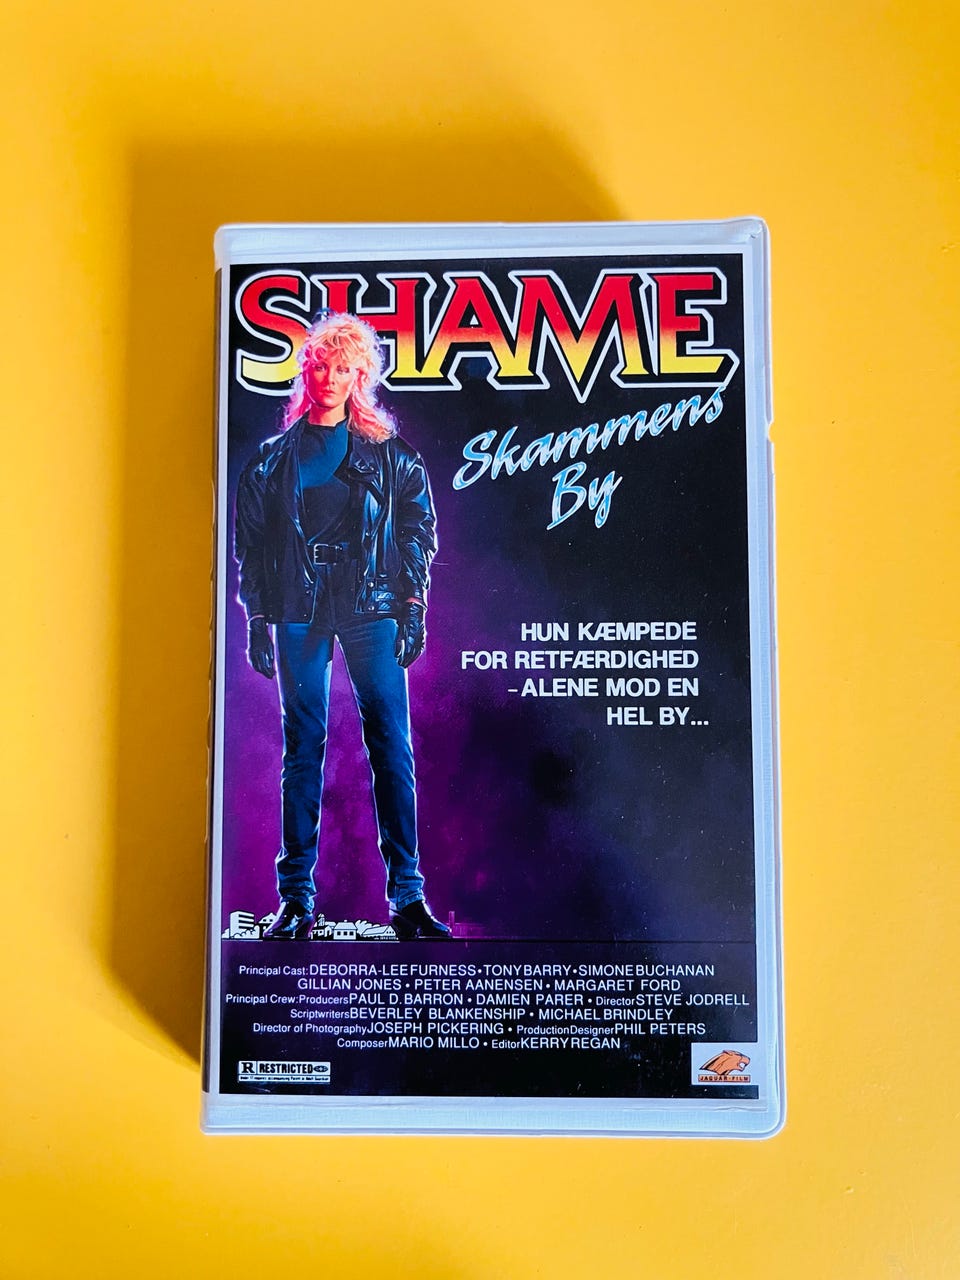 SHAME
Skammens
By
HUN KÆMPEDE
FOR RETFÆRDIGHED
-ALENE MOD EN
HEL BY...
Principal Cast: DEBORRA-LEE FURNESS • TONY BARRY • SIMONE BUCHANAN
GILLIAN JONES • PETER AANENSEN • MARGARET FORD
Principal Crew: Producers PAUL D. BARRON • DAMIEN PARER • Director STEVE JODRELL
Scriptwriters BEVERLEY BLANKENSHIP • MICHAEL BRINDLEY
Director of Photography JOSEPH PICKERING • Production Designer PHIL PETERS
Composer MARIO MILLO • Editor KERRY REGAN
R RESTRICTED
JAGUAR-FILM